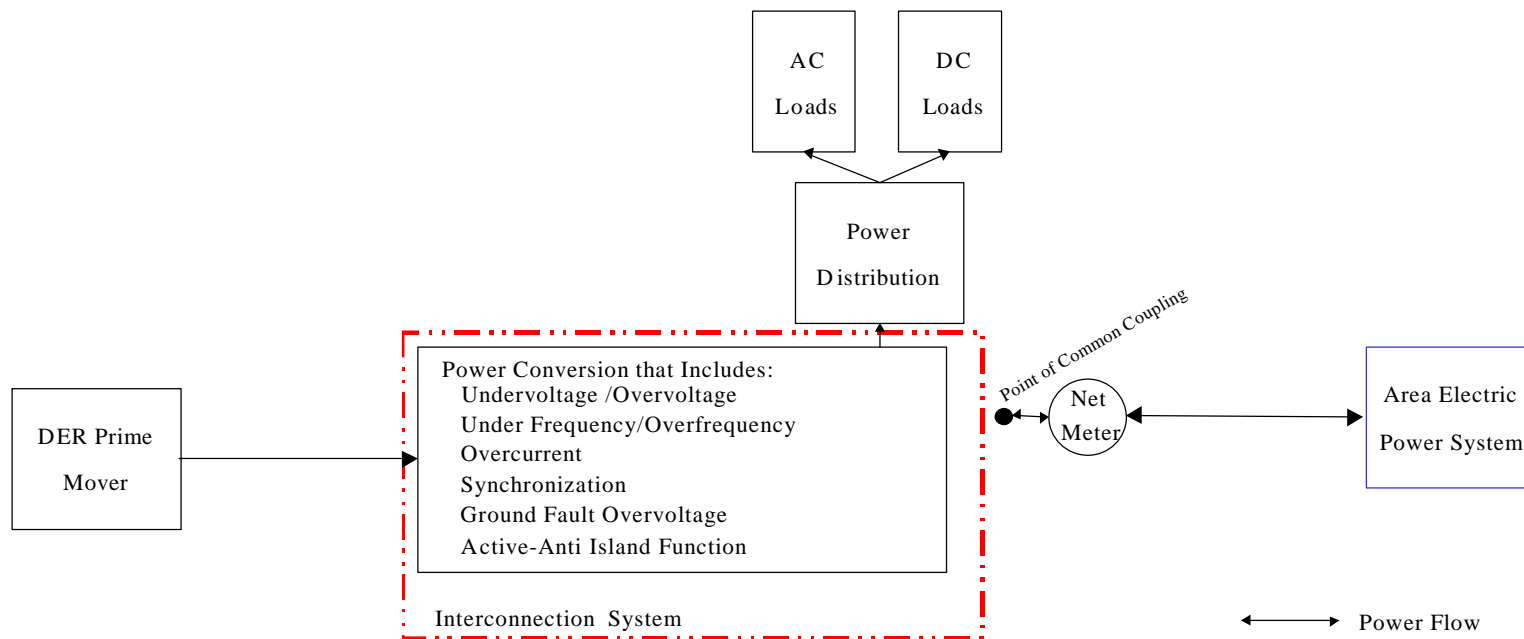 AC
Loads
DC
Loads
Power
Distribution
Point of Common Coupling
Power Conversion that Includes:
Undervoltage /Overvoltage
Under Frequency/Overfrequency
Overcurrent
Synchronization
Ground Fault Overvoltage
Active-Anti Island Function
DER Prime
Mover
Net
Meter
Area Electric
Power System
Interconnection System
Power Flow